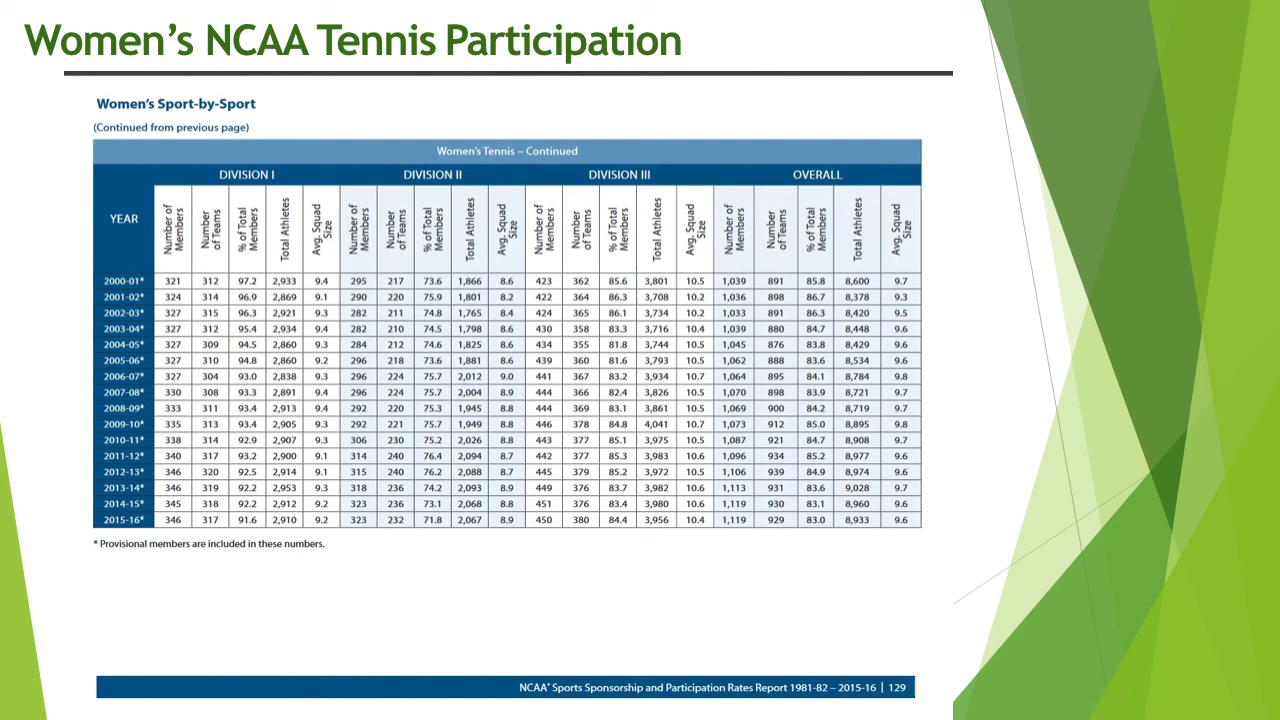 Women's NCAA Tennis Participation
Women's Sport-by-Sport
(Continued from previous page)
Women's Tennis – Continued
DIVISION I DIVISION II DIVISION III OVERALL
YEAR Number of Members Number of Teams % of Total Members Total Athletes Avg. Squad Size Number of Members Number of Teams % of Total Members Total Athletes Avg. Squad Size Number of Members Number of Teams % of Total Members Total Athletes Avg. Squad Size Number of Members Number of Teams % of Total Members Total Athletes Avg. Squad Size
2000-01* 321 312 97.2 2,933 9.4 295 217 73.6 1,866 8.6 423 362 85.6 3,801 10.5 1,039 891 85.8 8,600 9.7
2001-02* 324 314 96.9 2,869 9.1 290 220 75.9 1,801 8.2 422 364 86.3 3,708 10.2 1,036 898 86.7 8,378 9.3
2002-03* 327 315 96.3 2,921 9.3 282 211 74.8 1,765 8.4 424 365 86.1 3,734 10.2 1,033 891 86.3 8,420 9.5
2003-04* 327 312 95.4 2,934 9.4 282 210 74.5 1,798 8.6 430 358 83.3 3,716 10.4 1,039 880 84.7 8,448 9.6
2004-05* 327 309 94.5 2,860 9.3 284 212 74.6 1,825 8.6 434 355 81.8 3,744 10.5 1,045 876 83.8 8,429 9.6
2005-06* 327 310 94.8 2,860 9.2 296 218 73.6 1,881 8.6 439 360 81.6 3,793 10.5 1,062 888 83.6 8,534 9.6
2006-07* 327 304 93.0 2,838 9.3 296 224 75.7 2,012 9.0 441 367 83.2 3,934 10.7 1,064 895 84.1 8,784 9.8
2007-08* 330 308 93.3 2,891 9.4 296 224 75.7 2,004 8.9 444 366 82.4 3,826 10.5 1,070 898 83.9 8,721 9.7
2008-09* 333 311 93.4 2,913 9.4 292 220 75.3 1,945 8.8 444 369 83.1 3,861 10.5 1,069 900 84.2 8,719 9.7
2009-10* 335 313 93.4 2,905 9.3 292 221 75.7 1,949 8.8 446 378 84.8 4,041 10.7 1,073 912 85.0 8,895 9.8
2010-11* 338 314 92.9 2,907 9.3 306 230 75.2 2,026 8.8 443 377 85.1 3,975 10.5 1,087 921 84.7 8,908 9.7
2011-12* 340 317 93.2 2,900 9.1 314 240 76.4 2,094 8.7 442 377 85.3 3,983 10.6 1,096 934 85.2 8,977 9.6
2012-13* 346 320 92.5 2,914 9.1 315 240 76.2 2,088 8.7 445 379 85.2 3,972 10.5 1,106 939 84.9 8,974 9.6
2013-14* 346 319 92.2 2,953 9.3 318 236 74.2 2,093 8.9 449 376 83.7 3,982 10.6 1,113 931 83.6 9,028 9.7
2014-15* 345 318 92.2 2,912 9.2 323 236 73.1 2,068 8.8 451 376 83.4 3,980 10.6 1,119 930 83.1 8,960 9.6
2015-16* 346 317 91.6 2,910 9.2 323 232 71.8 2,067 8.9 450 380 84.4 3,956 10.4 1,119 929 83.0 8,933 9.6
* Provisional members are included in these numbers.
NCAA® Sports Sponsorship and Participation Rates Report 1981-82 – 2015-16 | 129